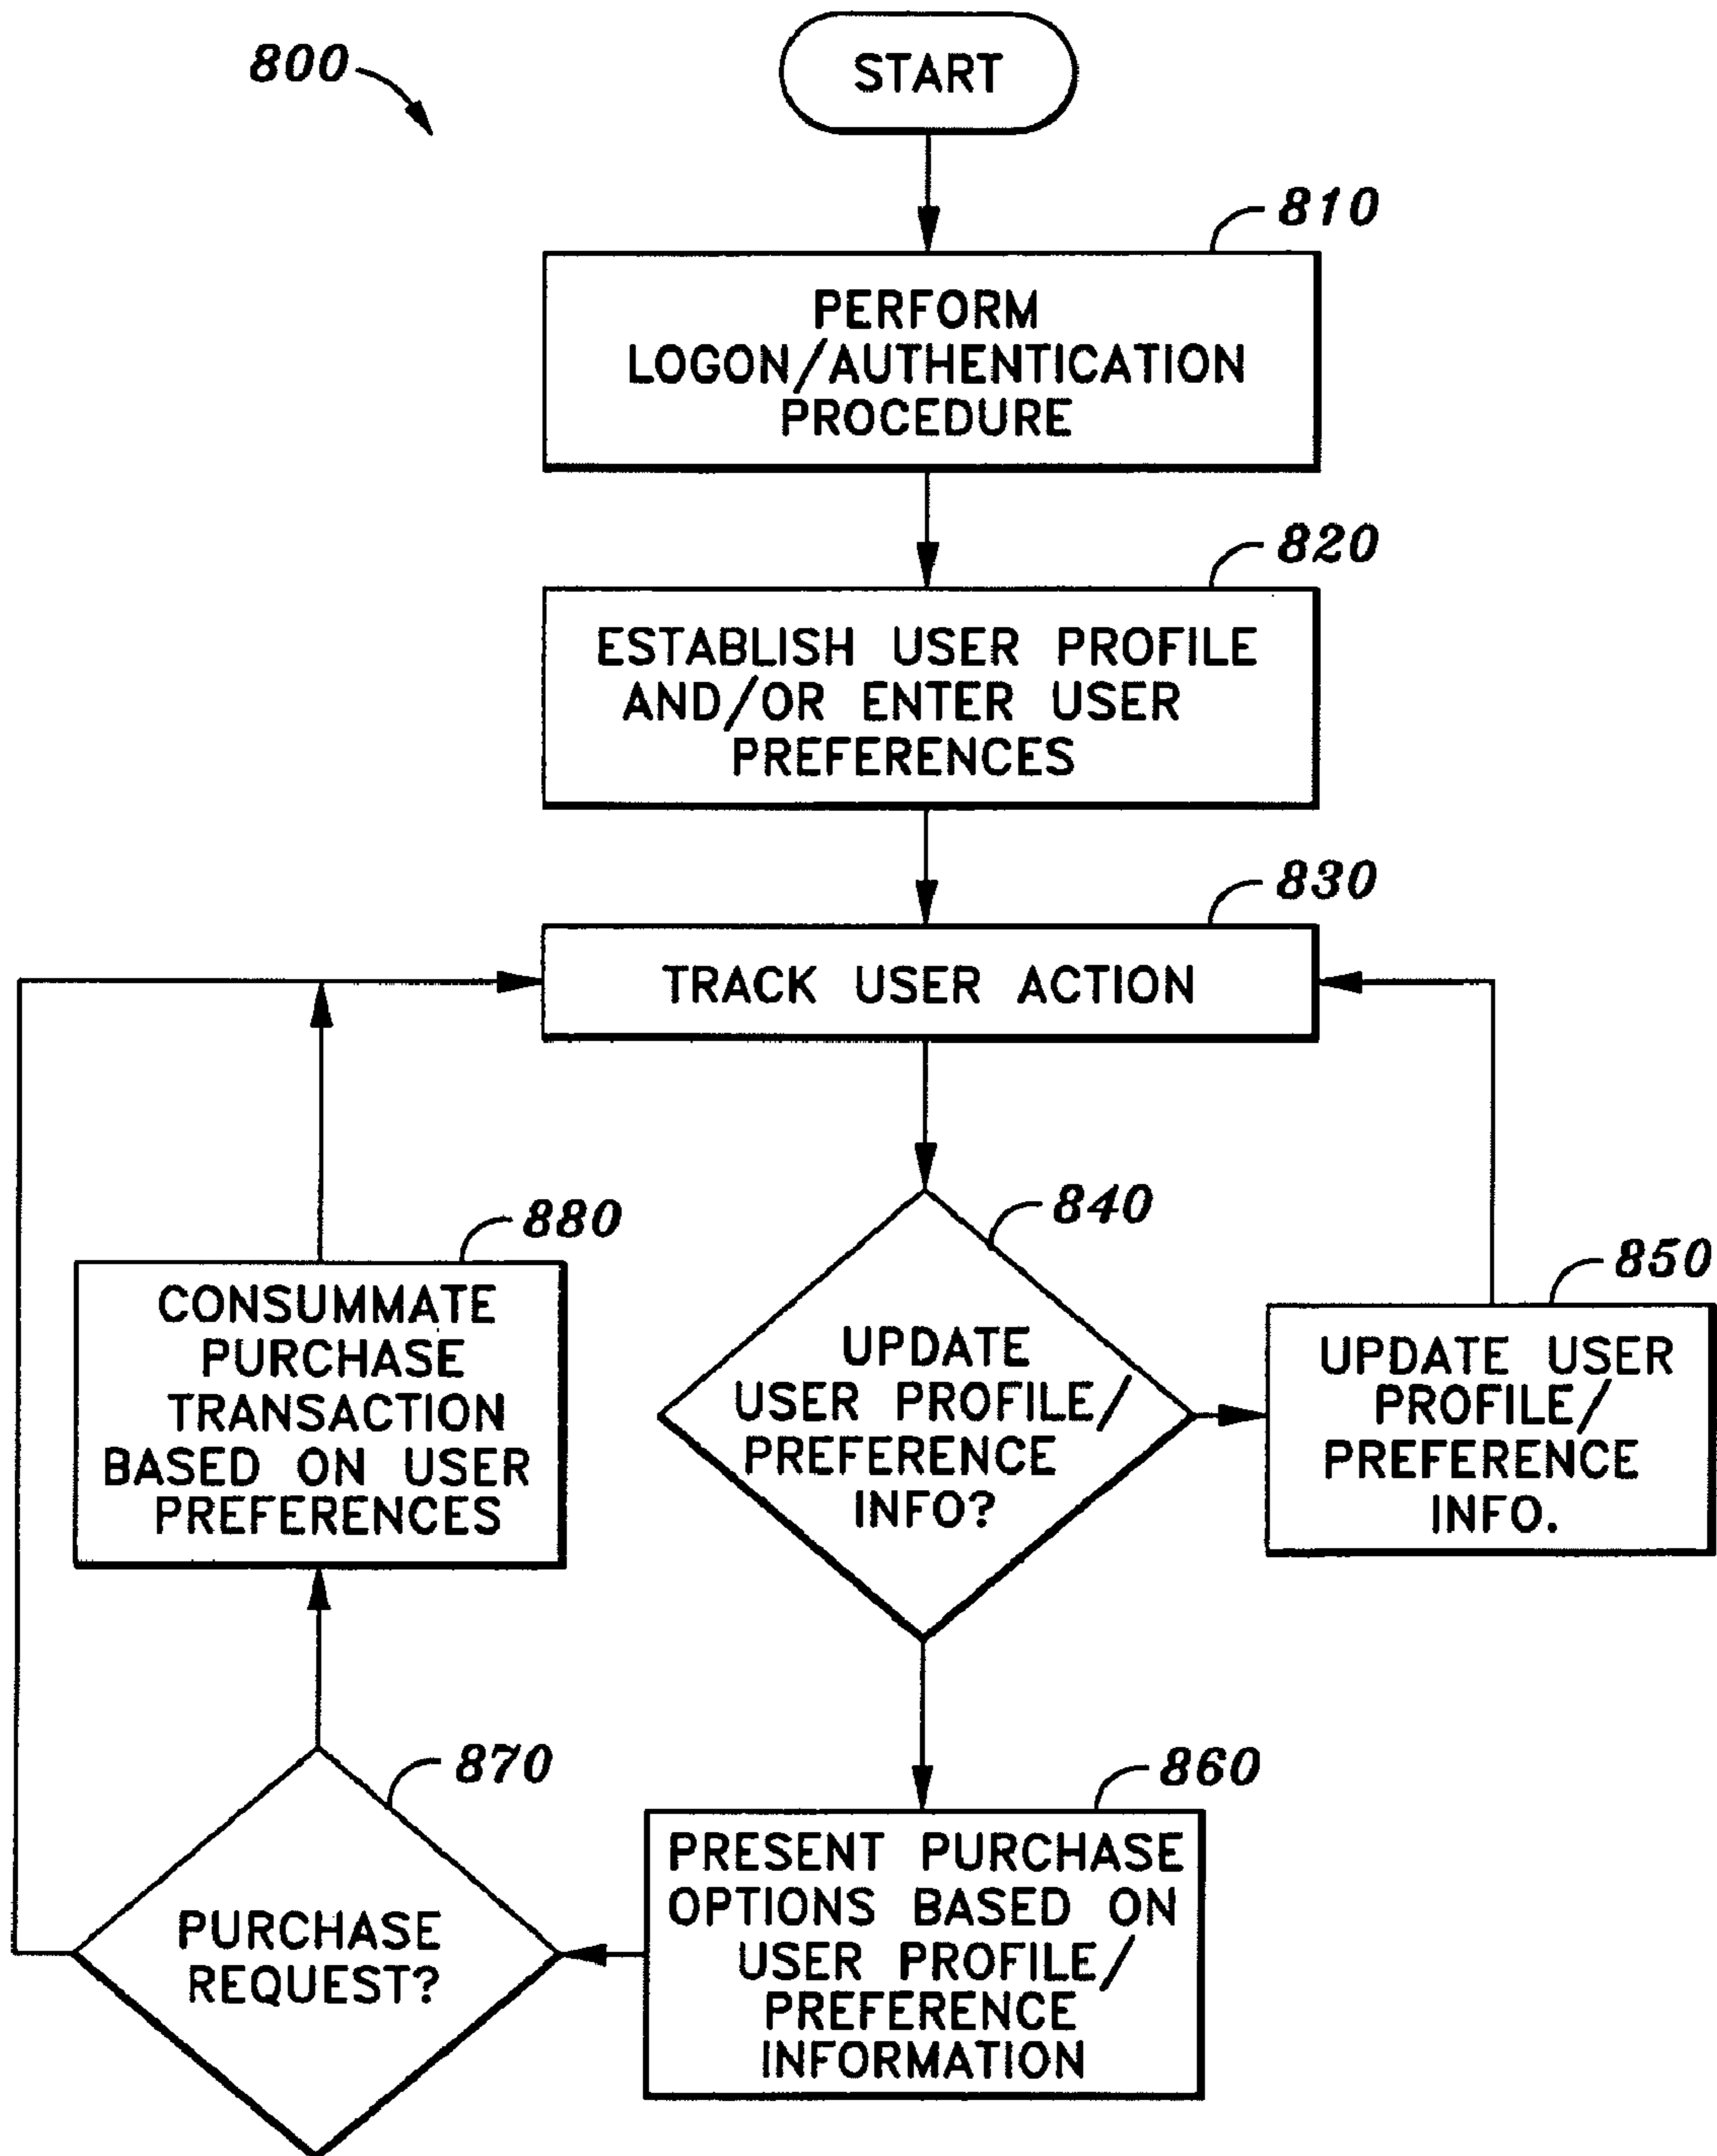 800
START
810
PERFORM
LOGON/AUTHENTICATION
PROCEDURE
820
ESTABLISH USER PROFILE
AND/OR ENTER USER
PREFERENCES
830
TRACK USER ACTION
840
UPDATE
USER PROFILE/
PREFERENCE
INFO?
850
UPDATE USER
PROFILE/
PREFERENCE
INFO.
860
PRESENT PURCHASE
OPTIONS BASED ON
USER PROFILE/
PREFERENCE
INFORMATION
870
PURCHASE
REQUEST?
880
CONSUMMATE
PURCHASE
TRANSACTION
BASED ON USER
PREFERENCES